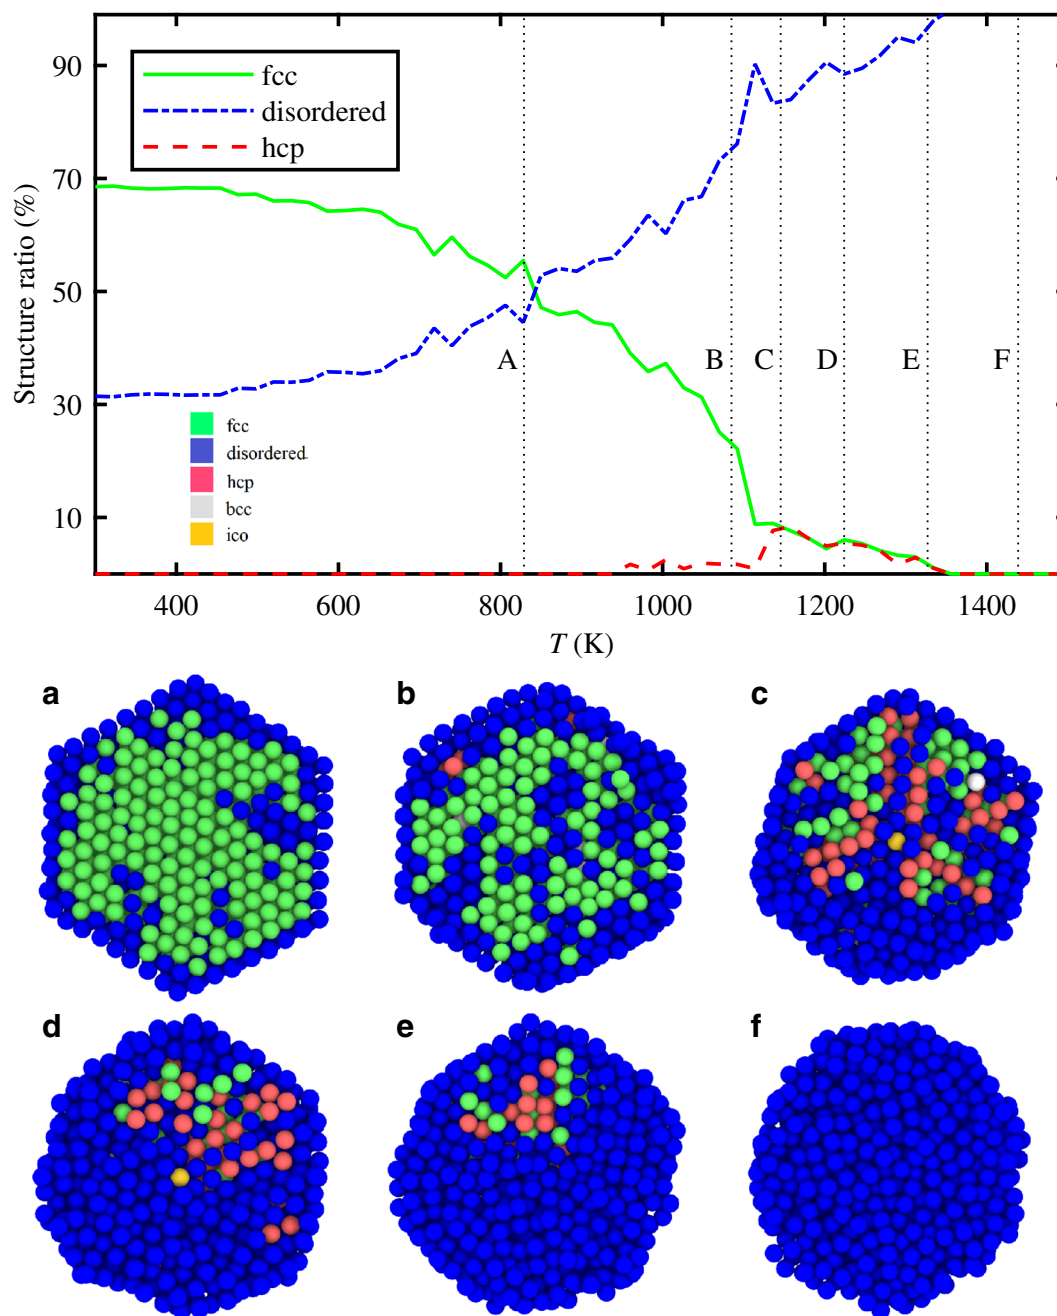 90
70
50
30
10
Structure ratio (%)
fcc
disordered
hcp
A
B
C
D
E
F
fcc
disordered.
hcp
bcc
ico
400
600
800
1000
1200
1400
T (K)
a
b
c
d
e
f